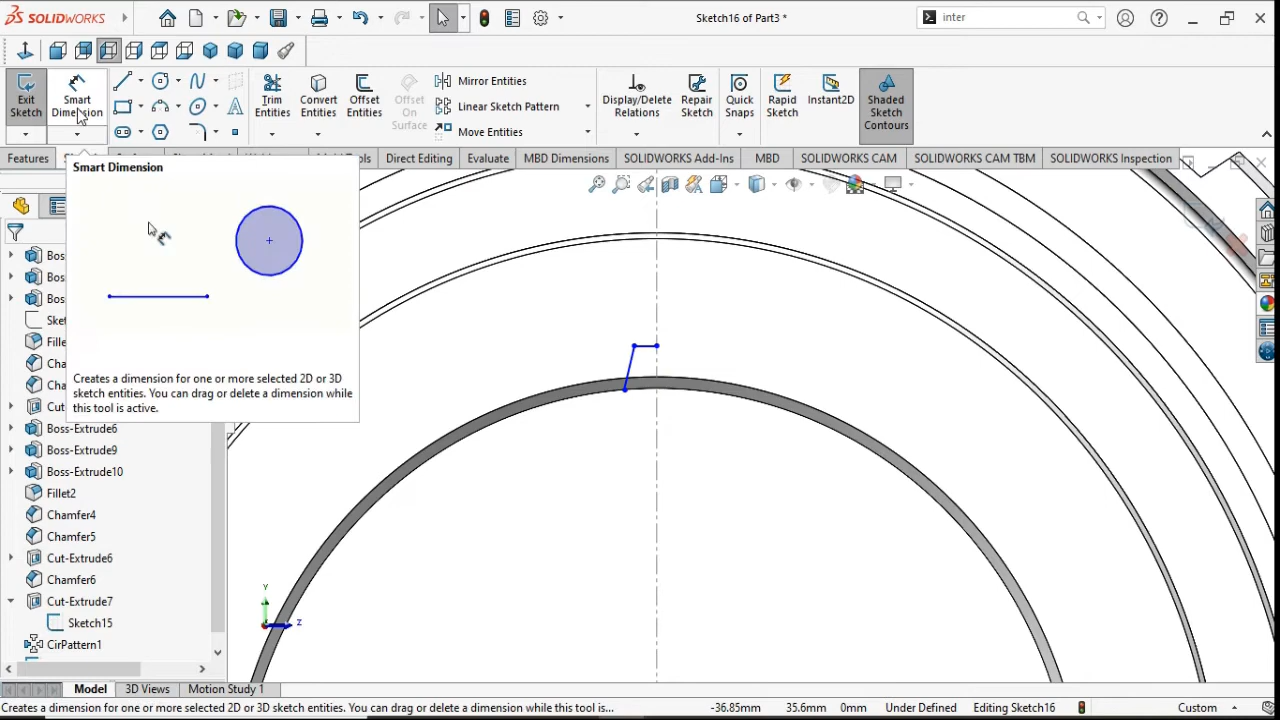 SOLIDWORKS
Sketch16 of Part3 *
inter
Exit
Sketch
Smart
Dimension
Trim
Entities
Convert
Entities
Offset
Entities
Offset
On
Surface
Mirror Entities
Linear Sketch Pattern
Move Entities
Display/Delete
Relations
Repair
Sketch
Quick
Snaps
Rapid
Sketch
Instant2D
Shaded
Sketch
Contours
Features
Direct Editing
Evaluate
MBD Dimensions
SOLIDWORKS Add-Ins
MBD
SOLIDWORKS CAM
SOLIDWORKS CAM TBM
SOLIDWORKS Inspection
Smart Dimension
Creates a dimension for one or more selected 2D or 3D
sketch entities. You can drag or delete a dimension while
this tool is active.
Boss-Extrude6
Boss-Extrude9
Boss-Extrude10
Fillet2
Chamfer4
Chamfer5
Cut-Extrude6
Chamfer6
Cut-Extrude7
Sketch15
CirPattern1
Y
Z
Model
3D Views
Motion Study 1
Creates a dimension for one or more selected 2D or 3D sketch entities. You can drag or delete a dimension while this tool is...
-36.85mm
35.6mm
0mm
Under Defined
Editing Sketch16
Custom